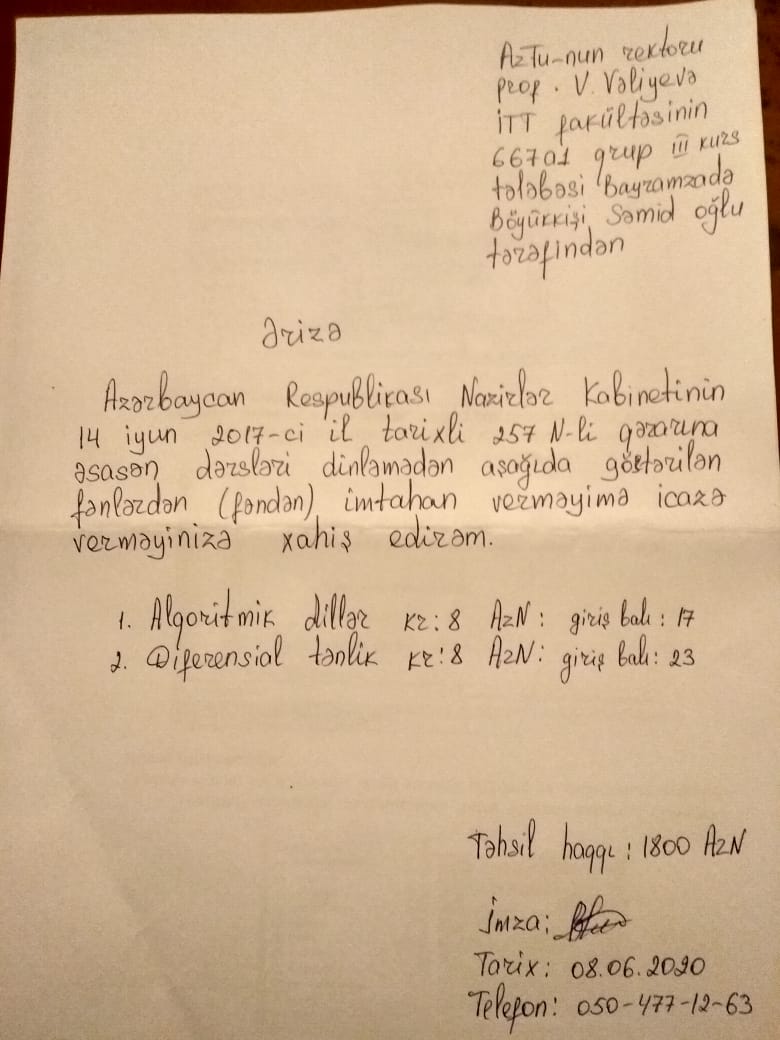 AzTu-nun rektoru
prof. V. Vəliyevə
İTT fakültəsinin
667a1 qrup III kurs
tələbəsi Bayramzadə
Böyükkişi Səmid oğlu
tərəfindən
Ərizə
Azərbaycan Respublikası Nazirlər Kabinetinin
14 iyun 2017-ci il tarixli 257 N-li qərarına
əsasən dərsləri dinləmədən aşağıda göstərilən
fənlərdən (fəndən) imtahan verməyimə icazə
verməyinizə xahiş edirəm.
1. Alqoritmik dillər kr: 8 AzN: giriş balı: 17
2. Diferensial tənlik kr: 8 AzN: giriş balı: 23
Təhsil haqqı: 1800 AzN
İmza:
Tarix: 08.06.2020
Telefon: 050-477-12-63